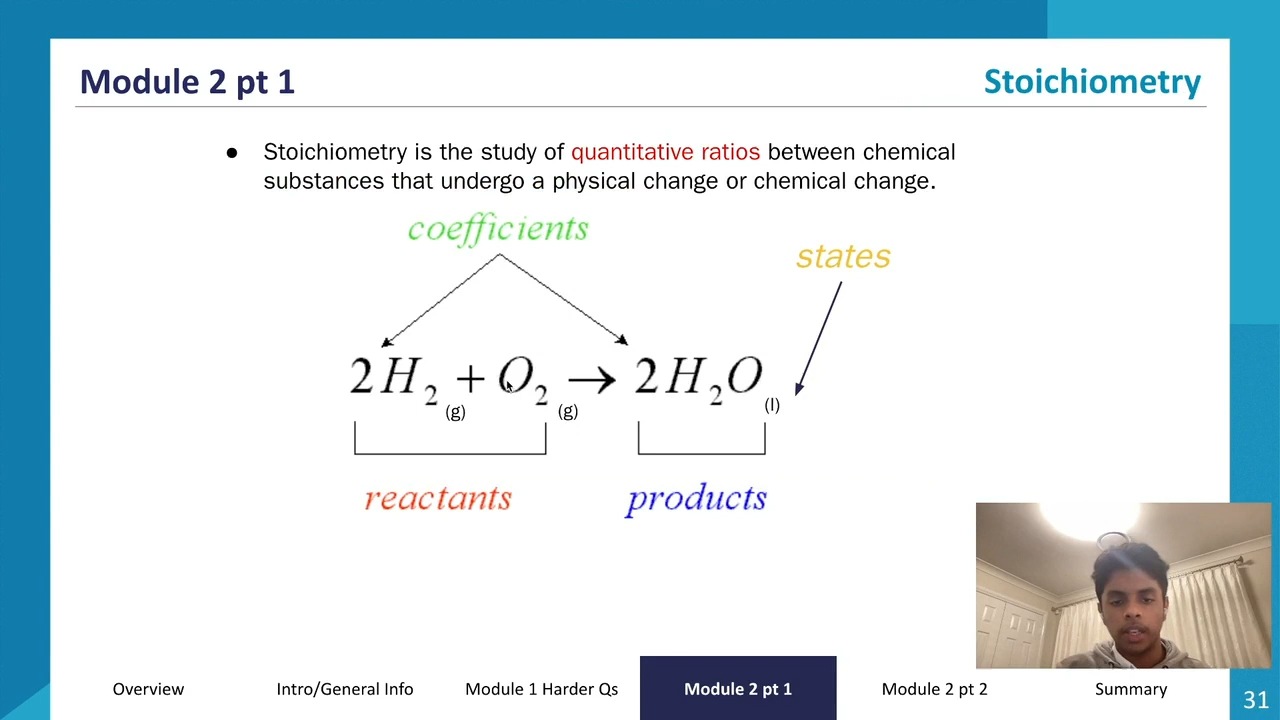 Module 2 pt 1
Stoichiometry
● Stoichiometry is the study of quantitative ratios between chemical
substances that undergo a physical change or chemical change.
coefficients
states
2H₂(g) + O₂(g) → 2H₂O(l)
reactants
products
Overview
Intro/General Info
Module 1 Harder Qs
Module 2 pt 1
Module 2 pt 2
Summary
31